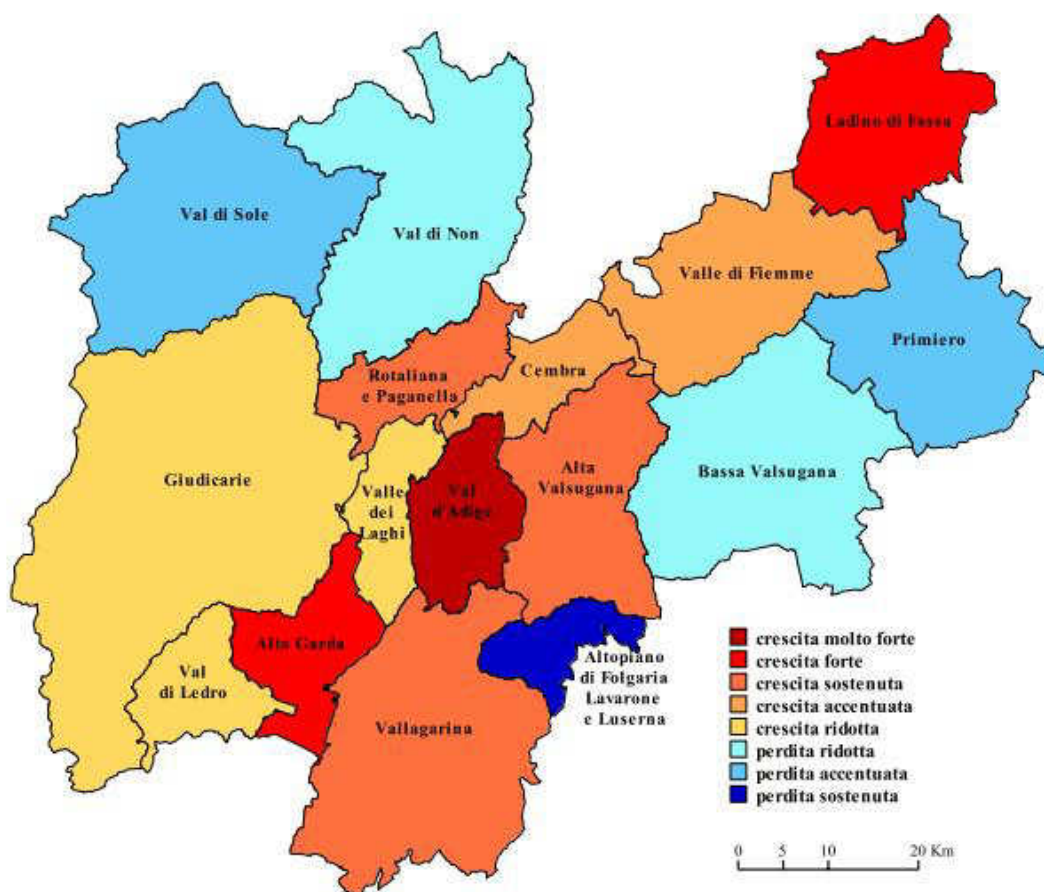 Ladino di Fassa
Val di Sole
Val di Non
Valle di Fiemme
Primiero
Rotaliana
e Paganella
Cembra
Giudicarie
Valle
dei
Laghi
Val
d'Adige
Alta
Valsugana
Bassa Valsugana
Alto Garda
Val
di Ledro
Vallagarina
Altopiano
di Folgaria
Lavarone
e Luserna
crescita molto forte
crescita forte
crescita sostenuta
crescita accentuata
crescita ridotta
perdita ridotta
perdita accentuata
perdita sostenuta
0 5 10 20 Km